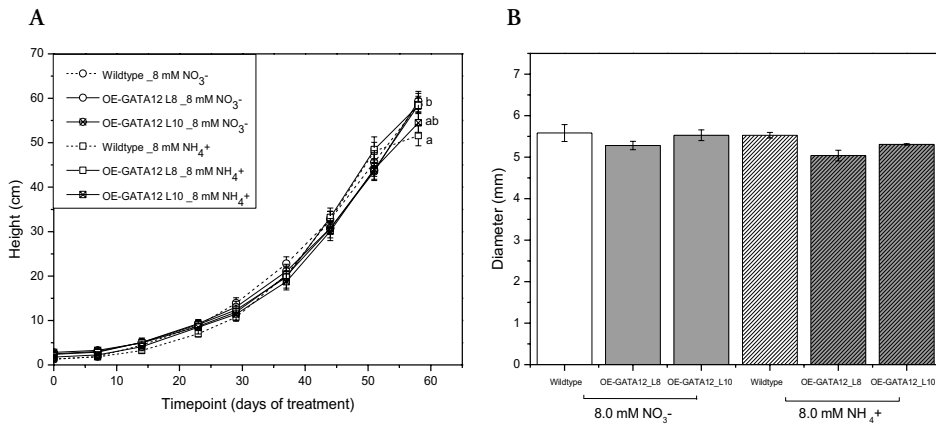 A
B
70
60
50
40
30
20
10
0
Height (cm)
Wildtype _8 mM NO3-
OE-GATA12 L8 _8 mM NO3-
OE-GATA12 L10 _8 mM NO3-
Wildtype _8 mM NH4+
OE-GATA12 L8 _8 mM NH4+
OE-GATA12 L10 _8 mM NH4+
b
ab
a
0 10 20 30 40 50 60
Timepoint (days of treatment)
7
6
5
5
4
2
1
0
Diameter (mm)
Wildtype OE-GATA12_L8 OE-GATA12_L10 Wildtype OE-GATA12_L8 OE-GATA12_L10
8.0 mM NO3- 8.0 mM NH4+